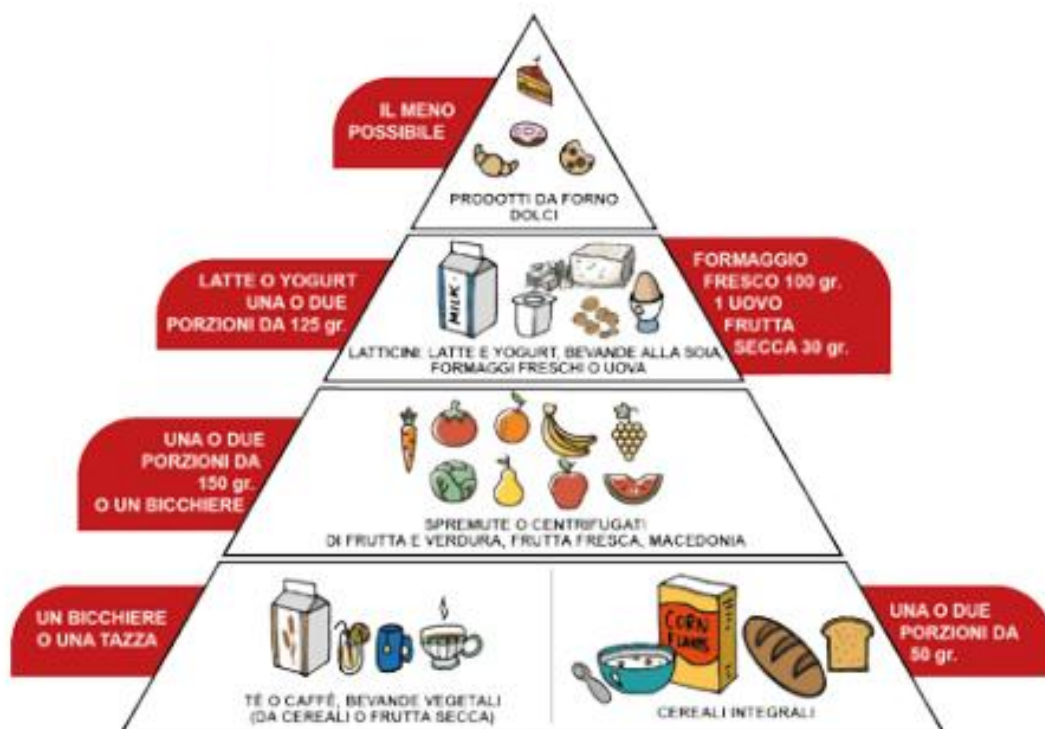 IL MENO
POSSIBILE
PRODOTTI DA FORNO
DOLCI
LATTE O YOGURT
UNA O DUE
PORZIONI DA 125 gr.
MILK
FORMAGGIO
FRESCO 100 gr.
1 UOVO
FRUTTA
SECCA 30 gr.
LATTICINI: LATTE E YOGURT, BEVANDE ALLA SOIA,
FORMAGGI FRESCHI O UOVA
UNA O DUE
PORZIONI DA
150 gr.
O UN BICCHIERE
SPREMUTE O CENTRIFUGATI
DI FRUTTA E VERDURA, FRUTTA FRESCA, MACEDONIA
UN BICCHIERE
O UNA TAZZA
TÈ O CAFFÈ, BEVANDE VEGETALI
(DA CEREALI O FRUTTA SECCA)
CORN
FLAKES
CEREALI INTEGRALI
UNA O DUE
PORZIONI DA
50 gr.